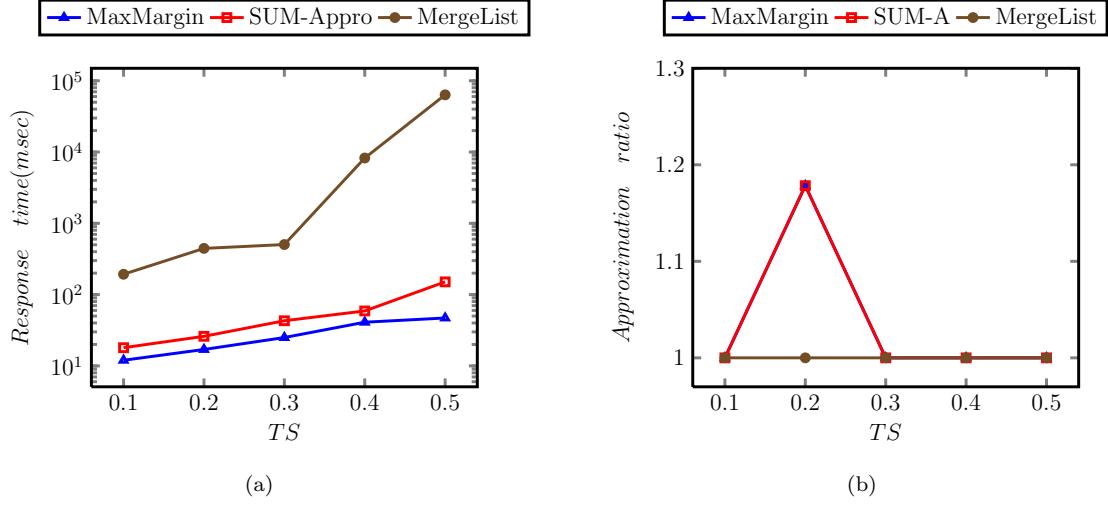 MaxMargin SUM-Appro MergeList
10^5
10^4
10^3
10^2
10^1
Response time(msec)
0.1 0.2 0.3 0.4 0.5
TS
(a)
MaxMargin SUM-A MergeList
1.3
1.2
1.1
1
Approximation ratio
0.1 0.2 0.3 0.4 0.5
TS
(b)